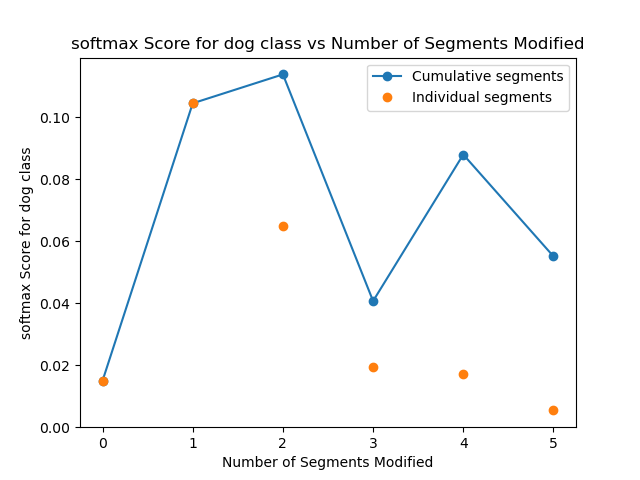 softmax Score for dog class vs Number of Segments Modified
Cumulative segments
Individual segments
softmax Score for dog class
0.10
0.08
0.06
0.04
0.02
0.00
0 1 2 3 4 5
Number of Segments Modified